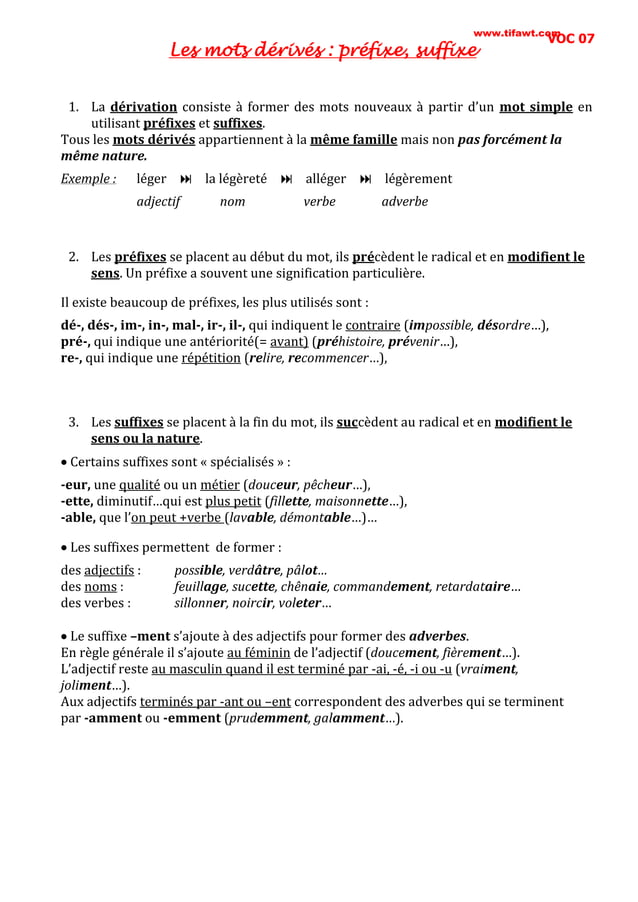 www.tifawt.com
VOC 07
Les mots dérivés : préfixe, suffixe
1. La dérivation consiste à former des mots nouveaux à partir d’un mot simple en
utilisant préfixes et suffixes.
Tous les mots dérivés appartiennent à la même famille mais non pas forcément la
même nature.
Exemple : léger ⏭ la légèreté ⏭ alléger ⏭ légèrement
adjectif nom verbe adverbe
2. Les préfixes se placent au début du mot, ils précèdent le radical et en modifient le
sens. Un préfixe a souvent une signification particulière.
Il existe beaucoup de préfixes, les plus utilisés sont :
dé-, dés-, im-, in-, mal-, ir-, il-, qui indiquent le contraire (impossible, désordre…),
pré-, qui indique une antériorité(= avant) (préhistoire, prévenir…),
re-, qui indique une répétition (relire, recommencer…),
3. Les suffixes se placent à la fin du mot, ils succèdent au radical et en modifient le
sens ou la nature.
• Certains suffixes sont « spécialisés » :
-eur, une qualité ou un métier (douceur, pêcheur…),
-ette, diminutif…qui est plus petit (fillette, maisonnette…),
-able, que l’on peut +verbe (lavable, démontable…)…
• Les suffixes permettent de former :
des adjectifs : possible, verdâtre, pâlot…
des noms : feuillage, sucette, chênaie, commandement, retardataire…
des verbes : sillonner, noircir, voleter…
• Le suffixe –ment s’ajoute à des adjectifs pour former des adverbes.
En règle générale il s’ajoute au féminin de l’adjectif (doucement, fièrement…).
L’adjectif reste au masculin quand il est terminé par -ai, -é, -i ou -u (vraiment,
joliment…).
Aux adjectifs terminés par -ant ou –ent correspondent des adverbes qui se terminent
par -amment ou -emment (prudemment, galamment…).